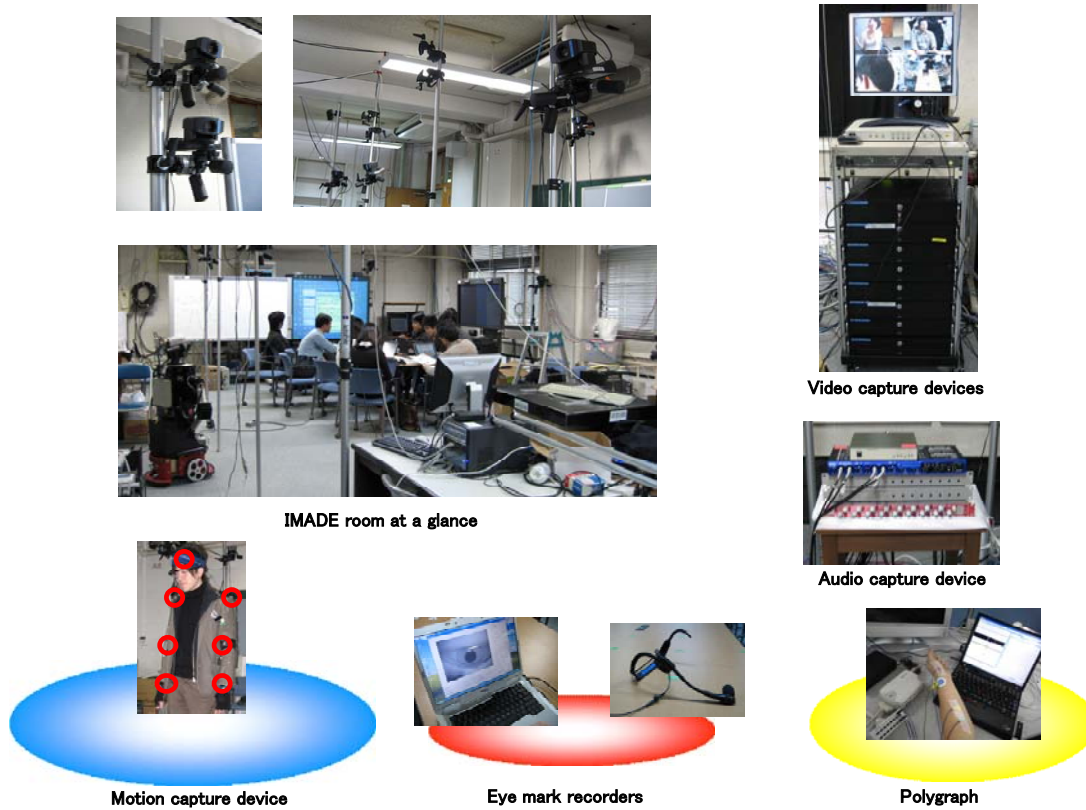 Video capture devices
IMADE room at a glance
Audio capture device
Motion capture device
Eye mark recorders
Polygraph